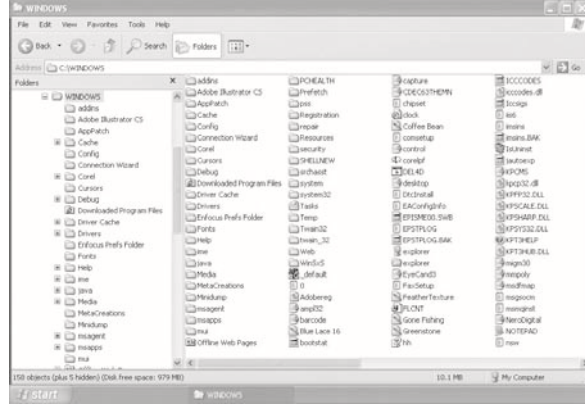 WINDOWS
File Edit View Favorites Tools Help
Back Search Folders
Address C:\WINDOWS Go
Folders
WINDOWS
addins
Adobe Illustrator CS
AppPatch
Cache
Config
Connection Wizard
Corel
Cursors
Debug
Downloaded Program Files
Driver Cache
Drivers
Enfocus Prefs Folder
Fonts
Help
ime
java
Media
MetaCreations
Minidump
msagent
msapps
mui
addins
Adobe Illustrator CS
AppPatch
Cache
Config
Connection Wizard
Corel
Cursors
Debug
Downloaded Program Files
Driver Cache
Drivers
Enfocus Prefs Folder
Fonts
Help
ime
java
Media
MetaCreations
Minidump
msagent
msapps
mui
Offline Web Pages
PCHEALTH
Prefetch
pss
Registration
repair
Resources
security
SHELLNEW
srchasst
system
system32
Tasks
Temp
Twain32
twain_32
Web
WinSxS
_default
0
Adobereg
ampl32
barcode
Blue Lace 16
bootstat
capture
CDEC63THEMN
chipset
clock
Coffee Bean
comsetup
control
corelpf
DEL4D
desktop
DtcInstall
EAConfigInfo
EPISME00.SWB
EPSTPLOG
EPSTPLOG.BAK
explorer
explorer
EyeCand3
FaxSetup
FeatherTexture
FLCNT
Gone Fishing
Greenstone
hh
ICCCODES
iccodes.dll
Iccsigs
ie6
imsins
imsins.BAK
IsUninst
jautoexp
KPCMS
kpcp32.dll
KPFP32.DLL
KPSCALE.DLL
KPSHARP.DLL
KPSYS32.DLL
KPT3HELP
KPT3HUB.DLL
migm30
mmpoly
msdfmap
msgsocm
msmqinst
NeroDigital
NOTEPAD
nsw
158 objects (plus 5 hidden) (Disk free space: 979 MB) 10.1 MB My Computer
start WINDOWS